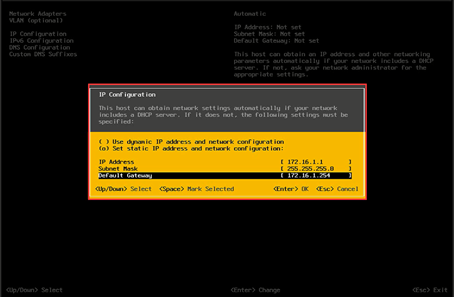 Network Adapters
VLAN (optional)
IP Configuration
IPv6 Configuration
DNS Configuration
Custom DNS Suffixes
Automatic
IP Address: Not set
Subnet Mask: Not set
Default Gateway: Not set
This host can obtain an IP address and other networking
parameters automatically if your network includes a DHCP
server. If not, ask your network administrator for the
appropriate settings.
IP Configuration
This host can obtain network settings automatically if your network
includes a DHCP server. If it does not, the following settings must be
specified:
( ) Use dynamic IP address and network configuration
(o) Set static IP address and network configuration:
IP Address [ 172.16.1.1 ]
Subnet Mask [ 255.255.255.0 ]
Default Gateway [ 172.16.1.254 ]
<Up/Down> Select <Space> Mark Selected <Enter> OK <Esc> Cancel
<Up/Down> Select <Enter> Change <Esc> Exit